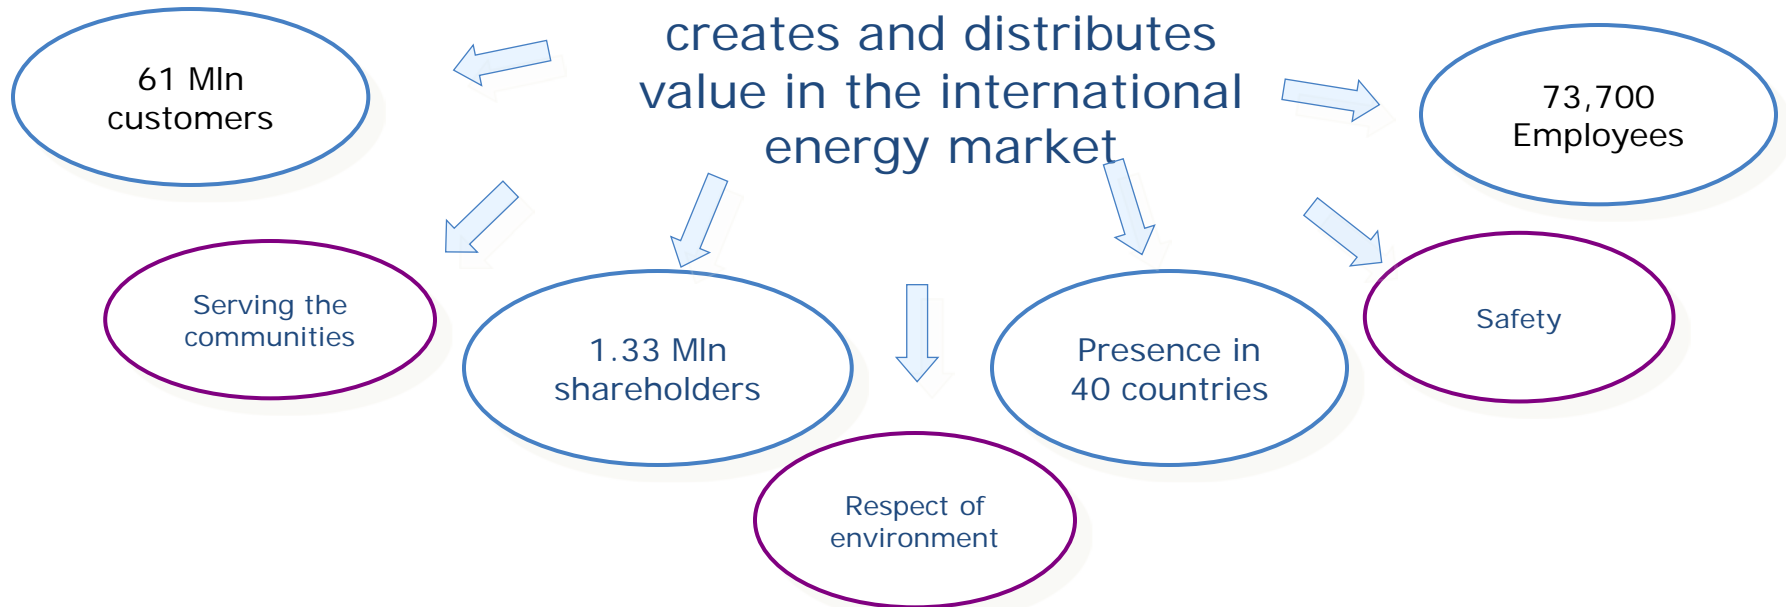 creates and distributes
value in the international
energy market
61 Mln
customers
73,700
Employees
Serving the
communities
1.33 Mln
shareholders
Presence in
40 countries
Safety
Respect of
environment